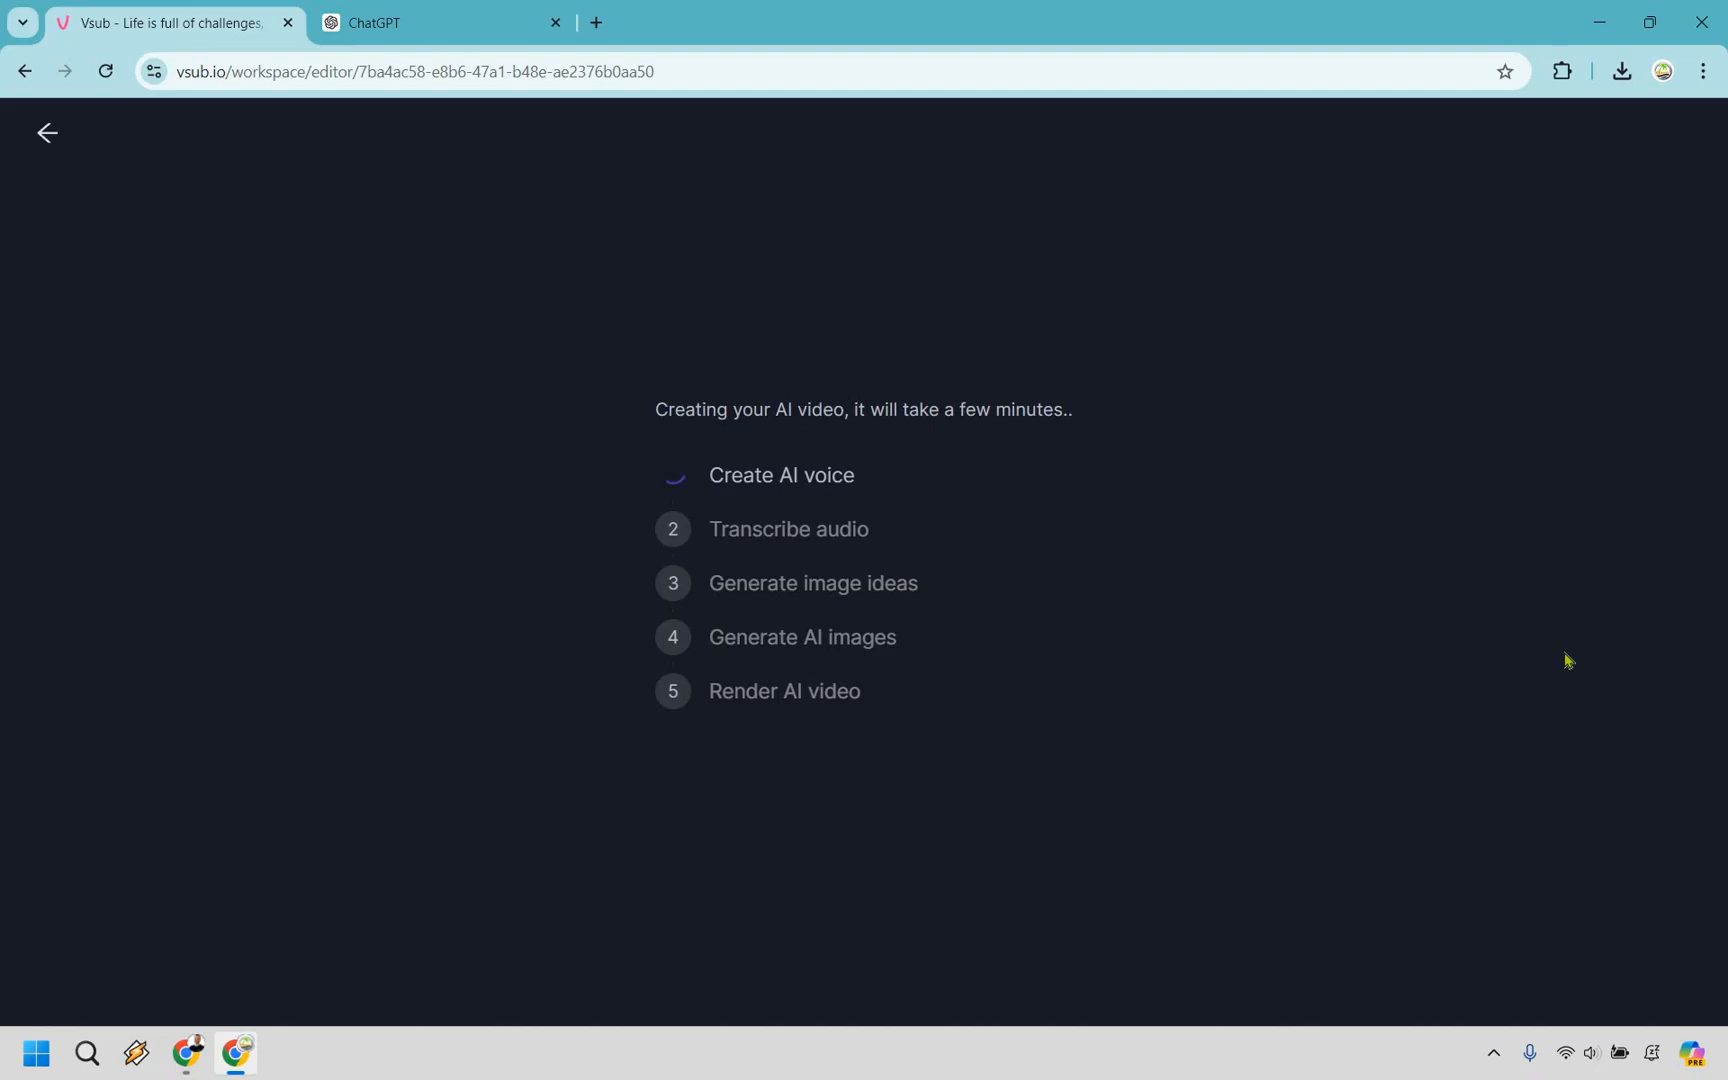 Vsub - Life is full of challenges,
ChatGPT
vsub.io/workspace/editor/7ba4ac58-e8b6-47a1-b48e-ae2376b0aa50
Creating your AI video, it will take a few minutes..
Create AI voice
2 Transcribe audio
3 Generate image ideas
4 Generate AI images
5 Render AI video
PRE